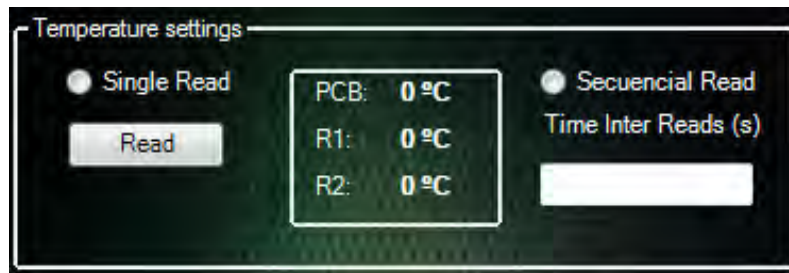 Temperature settings
Single Read
Read
PCB: 0 ºC
R1: 0 ºC
R2: 0 ºC
Secuencial Read
Time Inter Reads (s)